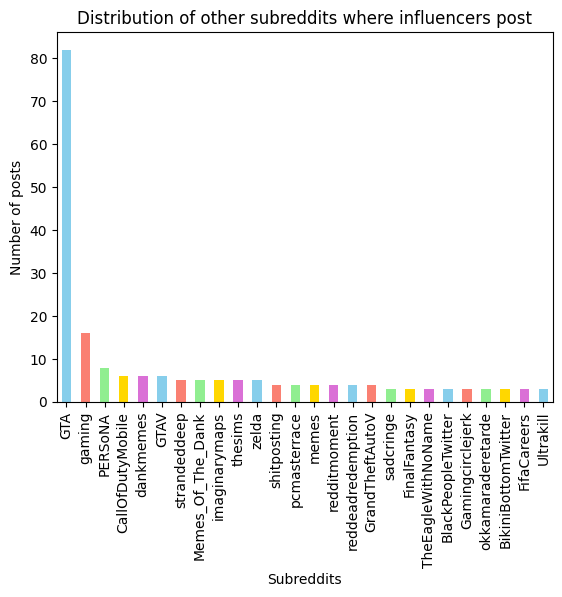 Distribution of other subreddits where influencers post
Number of posts
80
70
60
50
40
30
20
10
0
GTA
gaming
PERSoNA
CallOfDutyMobile
dankmemes
GTAV
strandeddeep
Memes_Of_The_Dank
imaginarymaps
thesims
zelda
shitposting
pcmasterrace
memes
redditmoment
reddeadredemption
GrandTheftAutoV
sadcringe
FinalFantasy
TheEagleWithNoName
BlackPeopleTwitter
Gamingcirclejerk
okkamaraderetarde
BikiniBottomTwitter
FifaCareers
Ultrakill
Subreddits